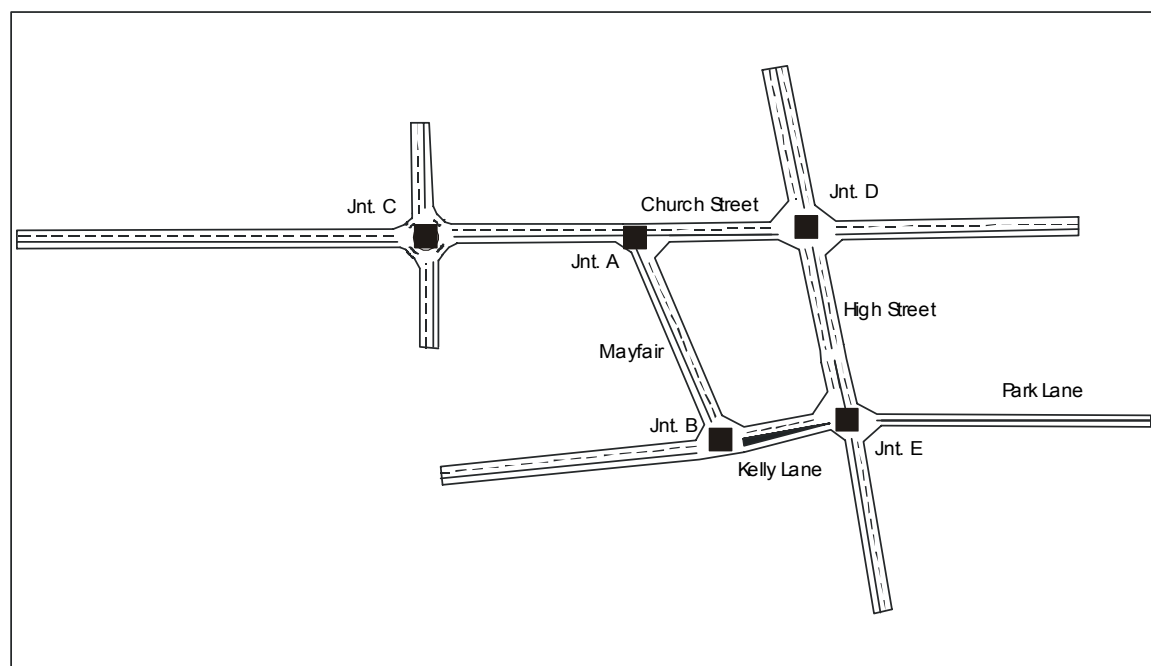 Jnt. D
Jnt. C
Church Street
Jnt. A
High Street
Mayfair
Park Lane
Jnt. B
Jnt. E
Kelly Lane